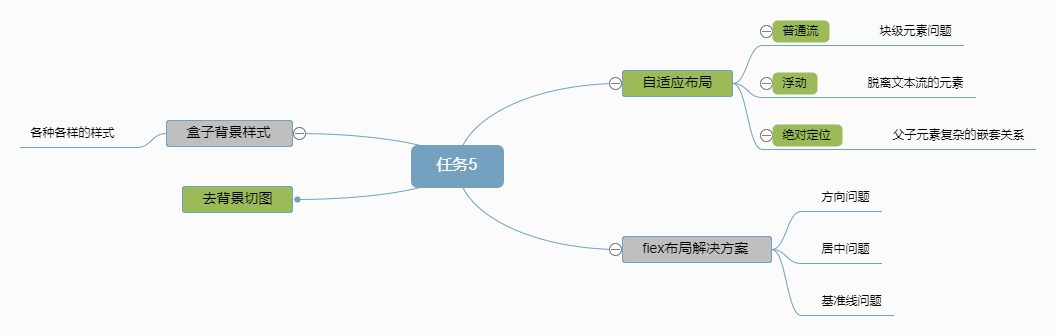 任务5
自适应布局
普通流
块级元素问题
浮动
脱离文本流的元素
绝对定位
父子元素复杂的嵌套关系
fiex布局解决方案
方向问题
居中问题
基准线问题
盒子背景样式
各种各样的样式
去背景切图